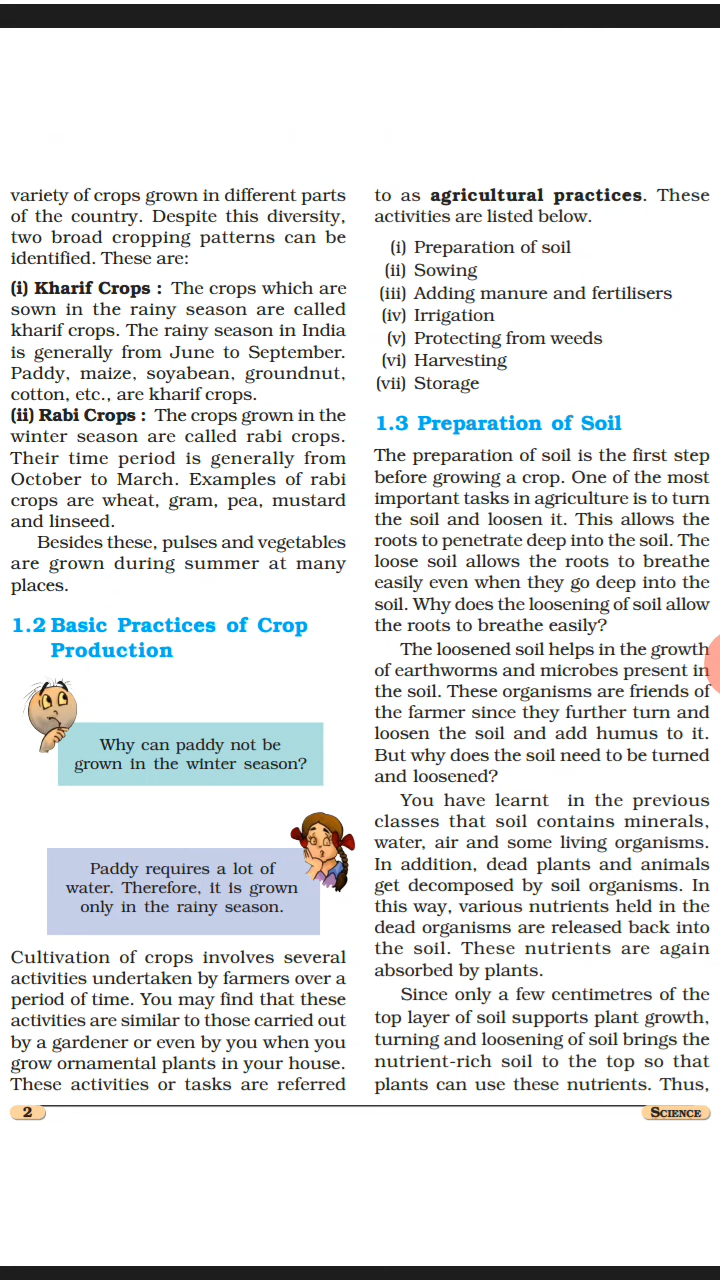 variety of crops grown in different parts
of the country. Despite this diversity,
two broad cropping patterns can be
identified. These are:
(i) Kharif Crops : The crops which are
sown in the rainy season are called
kharif crops. The rainy season in India
is generally from June to September.
Paddy, maize, soyabean, groundnut,
cotton, etc., are kharif crops.
(ii) Rabi Crops : The crops grown in the
winter season are called rabi crops.
Their time period is generally from
October to March. Examples of rabi
crops are wheat, gram, pea, mustard
and linseed.
Besides these, pulses and vegetables
are grown during summer at many
places.
1.2 Basic Practices of Crop
Production
Why can paddy not be
grown in the winter season?
Paddy requires a lot of
water. Therefore, it is grown
only in the rainy season.
Cultivation of crops involves several
activities undertaken by farmers over a
period of time. You may find that these
activities are similar to those carried out
by a gardener or even by you when you
grow ornamental plants in your house.
These activities or tasks are referred
to as agricultural practices. These
activities are listed below.
(i) Preparation of soil
(ii) Sowing
(iii) Adding manure and fertilisers
(iv) Irrigation
(v) Protecting from weeds
(vi) Harvesting
(vii) Storage
1.3 Preparation of Soil
The preparation of soil is the first step
before growing a crop. One of the most
important tasks in agriculture is to turn
the soil and loosen it. This allows the
roots to penetrate deep into the soil. The
loose soil allows the roots to breathe
easily even when they go deep into the
soil. Why does the loosening of soil allow
the roots to breathe easily?
The loosened soil helps in the growth
of earthworms and microbes present in
the soil. These organisms are friends of
the farmer since they further turn and
loosen the soil and add humus to it.
But why does the soil need to be turned
and loosened?
You have learnt in the previous
classes that soil contains minerals,
water, air and some living organisms.
In addition, dead plants and animals
get decomposed by soil organisms. In
this way, various nutrients held in the
dead organisms are released back into
the soil. These nutrients are again
absorbed by plants.
Since only a few centimetres of the
top layer of soil supports plant growth,
turning and loosening of soil brings the
nutrient-rich soil to the top so that
plants can use these nutrients. Thus,
2
SCIENCE